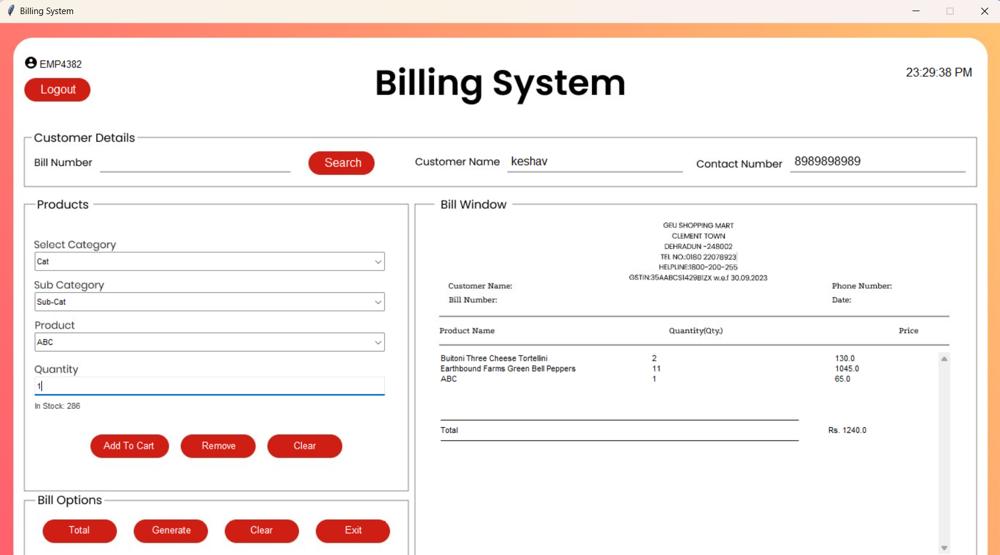 Billing System
EMP4382
Logout
Billing System
23:29:38 PM
Customer Details
Bill Number
Search
Customer Name keshav
Contact Number 8989898989
Products
Select Category
Cat
Sub Category
Sub-Cat
Product
ABC
Quantity
1
In Stock: 286
Add To Cart Remove Clear
Bill Options
Total Generate Clear Exit
Bill Window
GEU SHOPPING MART
CLEMENT TOWN
DEHRADUN -248002
TEL NO.:0180 22078923
HELPLINE:1800-200-255
GSTIN:35AABCS1429B1ZX w.e.f 30.09.2023
Customer Name: Phone Number:
Bill Number: Date:
Product Name Quantity(Qty.) Price
Buitoni Three Cheese Tortellini 2 130.0
Earthbound Farms Green Bell Peppers 11 1045.0
ABC 1 65.0
Total Rs. 1240.0